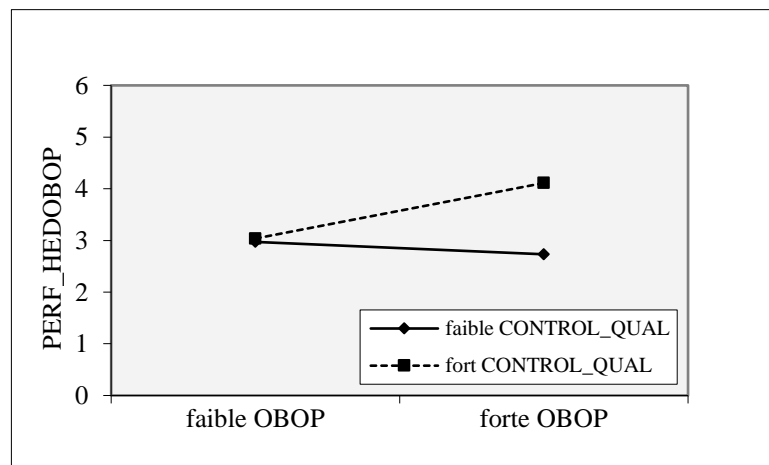 6
5
4
3
2
1
0
PERF_HEDOBOP
faible OBOP forte OBOP
faible CONTROL_QUAL
fort CONTROL_QUAL